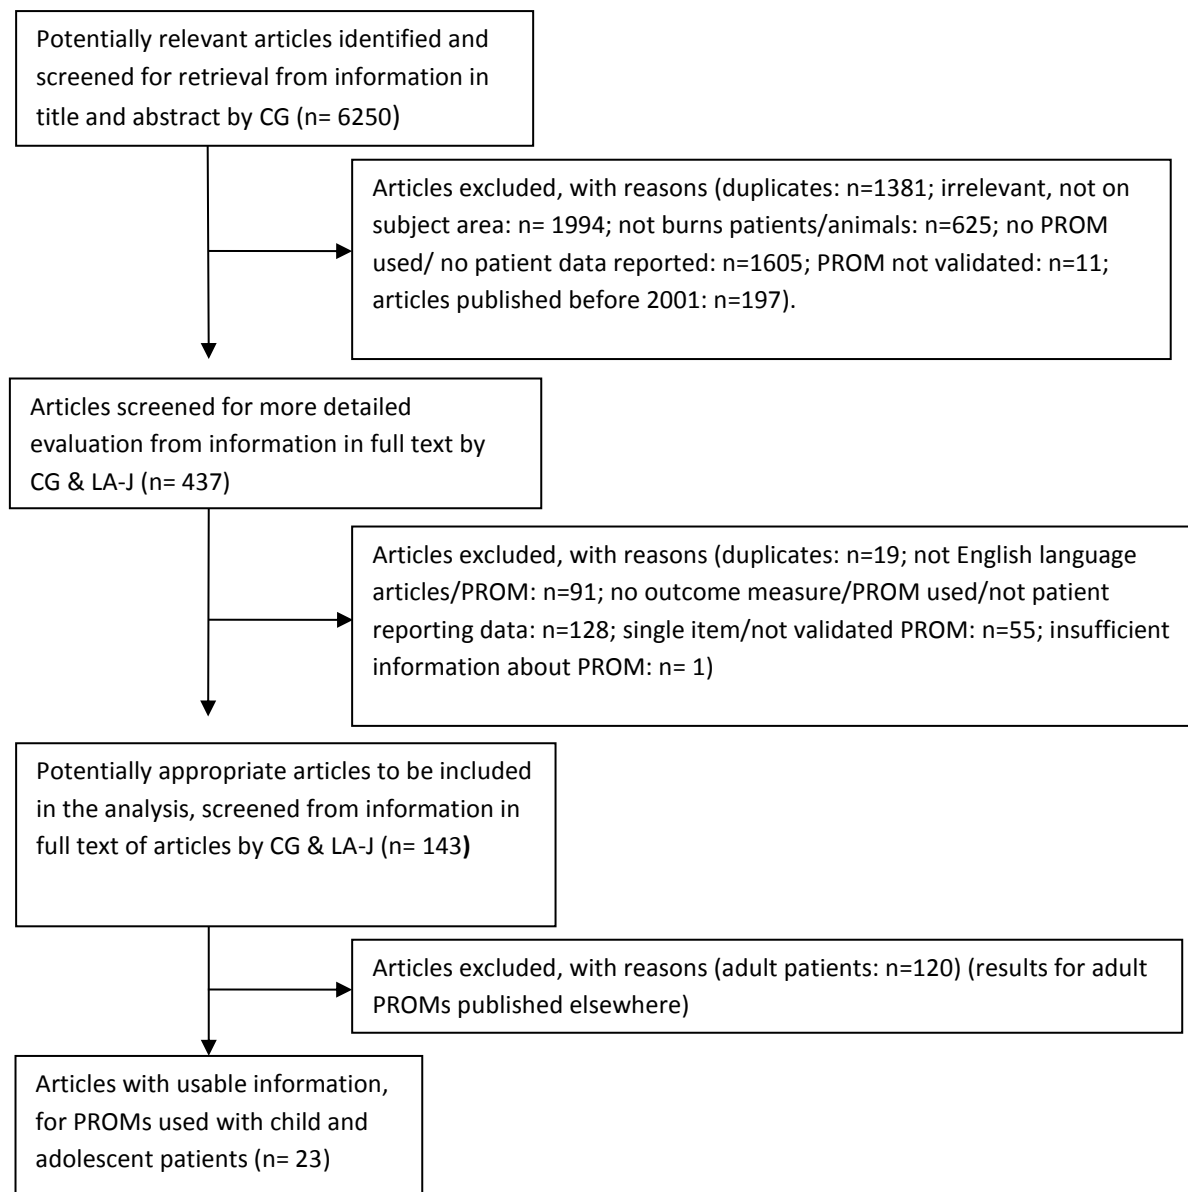 Potentially relevant articles identified and
screened for retrieval from information in
title and abstract by CG (n= 6250)
Articles excluded, with reasons (duplicates: n=1381; irrelevant, not on
subject area: n= 1994; not burns patients/animals: n=625; no PROM
used/ no patient data reported: n=1605; PROM not validated: n=11;
articles published before 2001: n=197).
Articles screened for more detailed
evaluation from information in full text by
CG & LA-J (n= 437)
Articles excluded, with reasons (duplicates: n=19; not English language
articles/PROM: n=91; no outcome measure/PROM used/not patient
reporting data: n=128; single item/not validated PROM: n=55; insufficient
information about PROM: n= 1)
Potentially appropriate articles to be included
in the analysis, screened from information in
full text of articles by CG & LA-J (n= 143)
Articles excluded, with reasons (adult patients: n=120) (results for adult
PROMs published elsewhere)
Articles with usable information,
for PROMs used with child and
adolescent patients (n= 23)